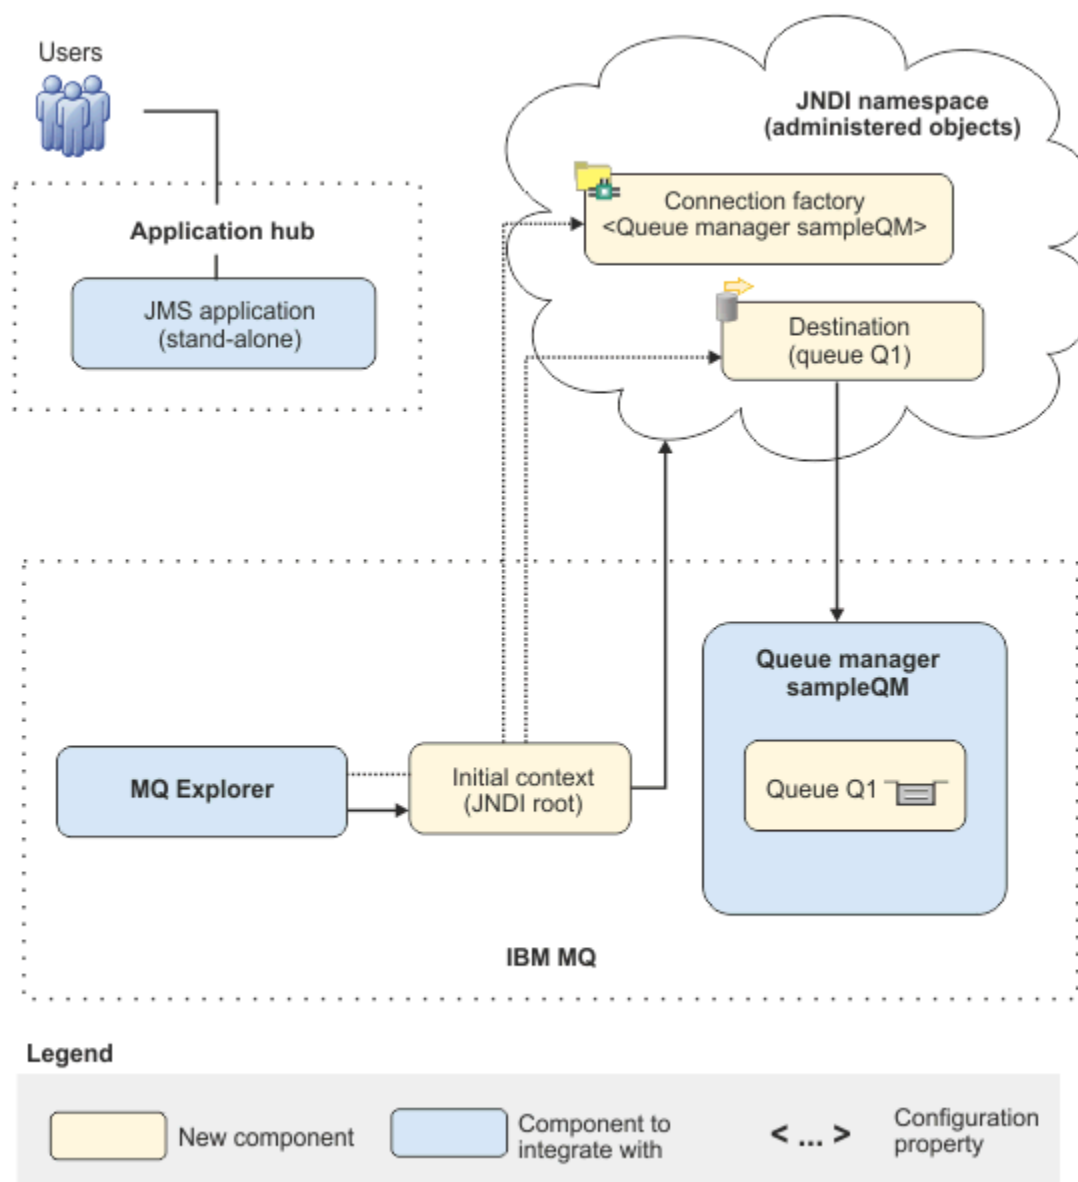 Users
JNDI namespace
(administered objects)
Connection factory
<Queue manager sampleQM>
Application hub
JMS application
(stand-alone)
Destination
(queue Q1)
Queue manager
sampleQM
MQ Explorer
Initial context
(JNDI root)
Queue Q1
IBM MQ
Legend
New component
Component to
integrate with
< ... >
Configuration
property